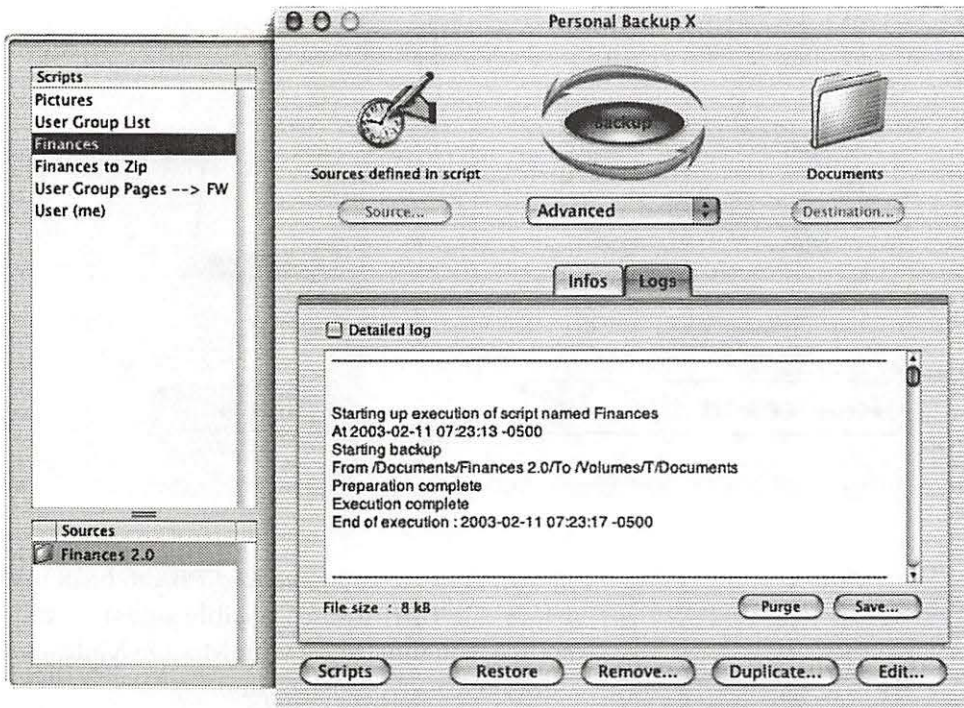 Personal Backup X
Scripts
Pictures
User Group List
Finances
Finances to Zip
User Group Pages --> FW
User (me)
Sources
Finances 2.0
Backup
Sources defined in script
Documents
Source...
Advanced
Destination...
Infos
Logs
Detailed log
Starting up execution of script named Finances
At 2003-02-11 07:23:13 -0500
Starting backup
From /Documents/Finances 2.0/To /Volumes/T/Documents
Preparation complete
Execution complete
End of execution : 2003-02-11 07:23:17 -0500
File size : 8 kB
Purge
Save...
Scripts
Restore
Remove...
Duplicate...
Edit...